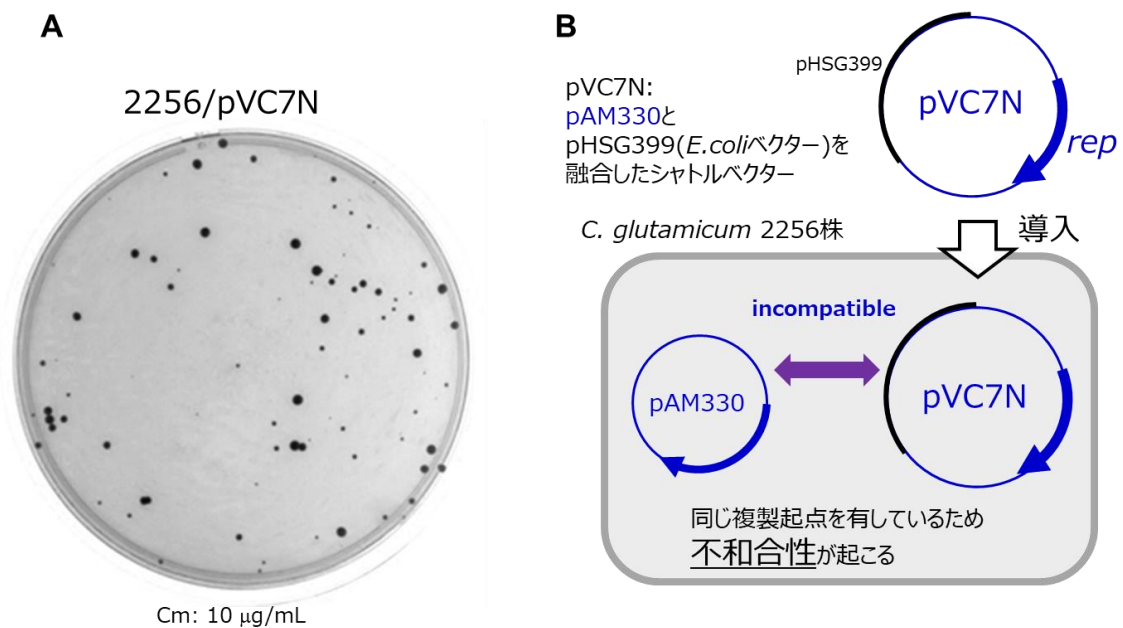 A
2256/pVC7N
Cm: 10 μg/mL
B
pVC7N:
pAM330と
pHSG399(E.coliベクター)を
融合したシャトルベクター
pHSG399
pVC7N
rep
C. glutamicum 2256株
導入
incompatible
pAM330
pVC7N
同じ複製起点を有しているため
不和合性が起こる